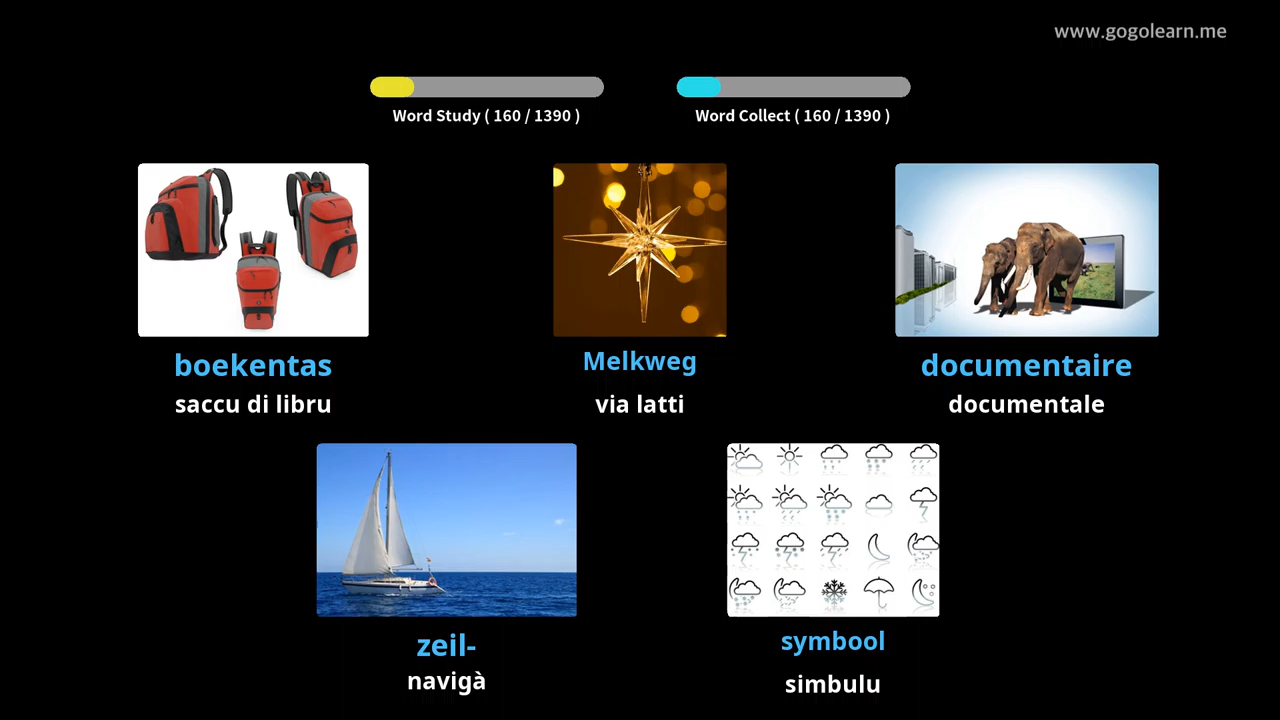 www.gogolearn.me
Word Study ( 160 / 1390 )
Word Collect ( 160 / 1390 )
boekentas
Melkweg
documentaire
saccu di libru
via latti
documentale
zeil-
symbool
navigà
simbulu